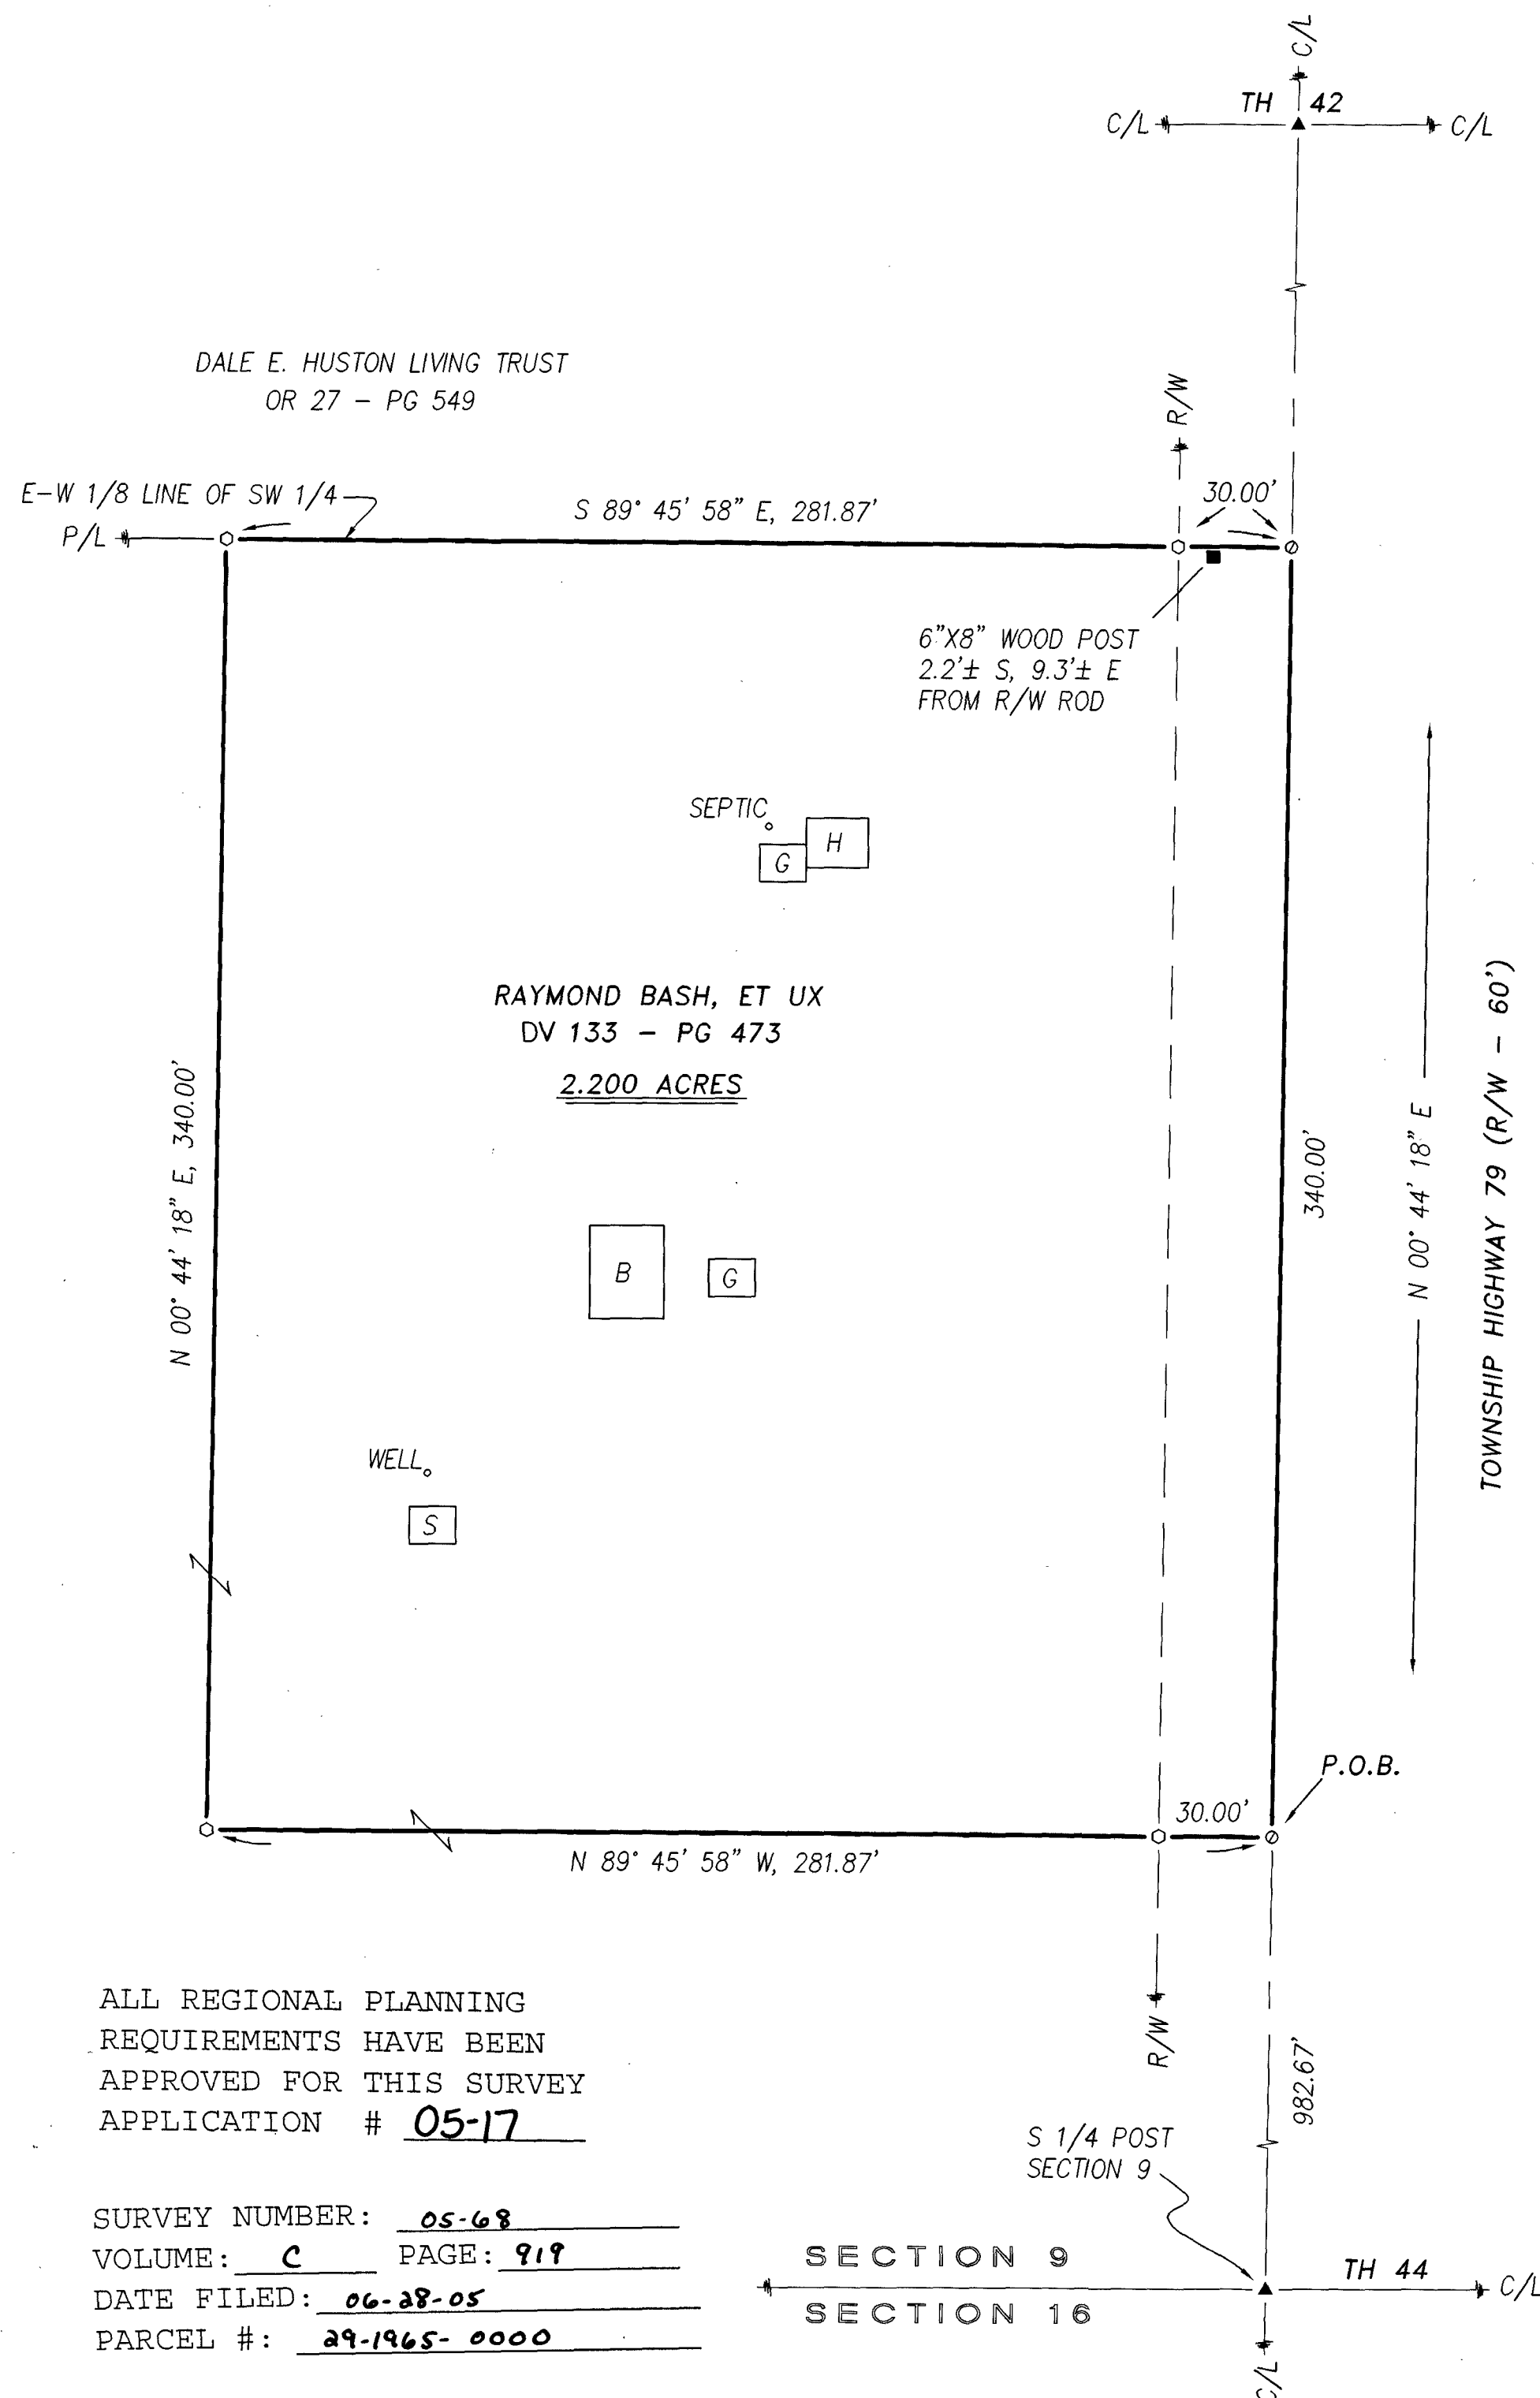 C/L
TH 42
C/L
C/L
DALE E. HUSTON LIVING TRUST
OR 27 – PG 549
R/W
E-W 1/8 LINE OF SW 1/4
30.00'
S 89° 45' 58" E, 281.87'
P/L
6"X8" WOOD POST
2.2'± S, 9.3'± E
FROM R/W ROD
SEPTIC
H
G
RAYMOND BASH, ET UX
DV 133 – PG 473
2.200 ACRES
N 00° 44' 18" E, 340.00'
340.00'
N 00° 44' 18" E
TOWNSHIP HIGHWAY 79 (R/W – 60')
B
G
WELL
S
P.O.B.
30.00'
N 89° 45' 58" W, 281.87'
R/W
982.67'
ALL REGIONAL PLANNING
REQUIREMENTS HAVE BEEN
APPROVED FOR THIS SURVEY
APPLICATION # 05-17
S 1/4 POST
SECTION 9
SURVEY NUMBER: 05-68
VOLUME: C PAGE: 919
DATE FILED: 06-28-05
PARCEL #: 29-1965-0000
SECTION 9
TH 44
C/L
SECTION 16
C/L